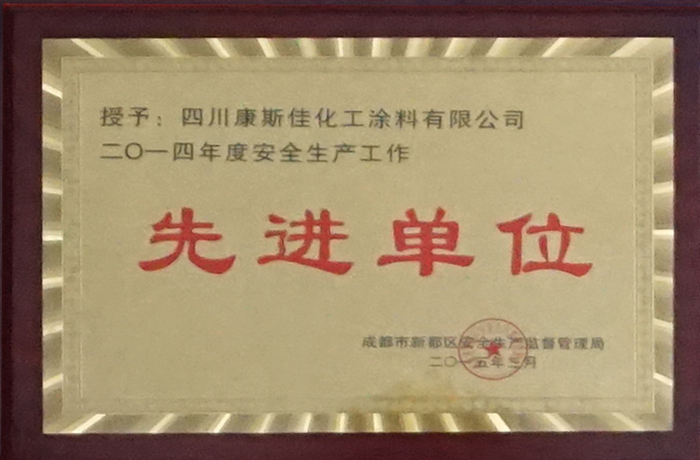 授予：四川康斯佳化工涂料有限公司
二〇一四年度安全生产工作
先进单位
成都市新都区安全生产监督管理局
二〇一五年三月